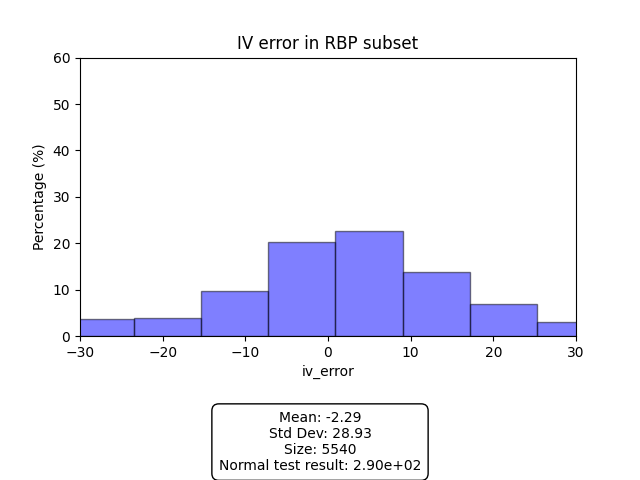 IV error in RBP subset
60
50
40
30
20
10
0
Percentage (%)
−30
−20
−10
0
10
20
30
iv_error
Mean: -2.29
Std Dev: 28.93
Size: 5540
Normal test result: 2.90e+02